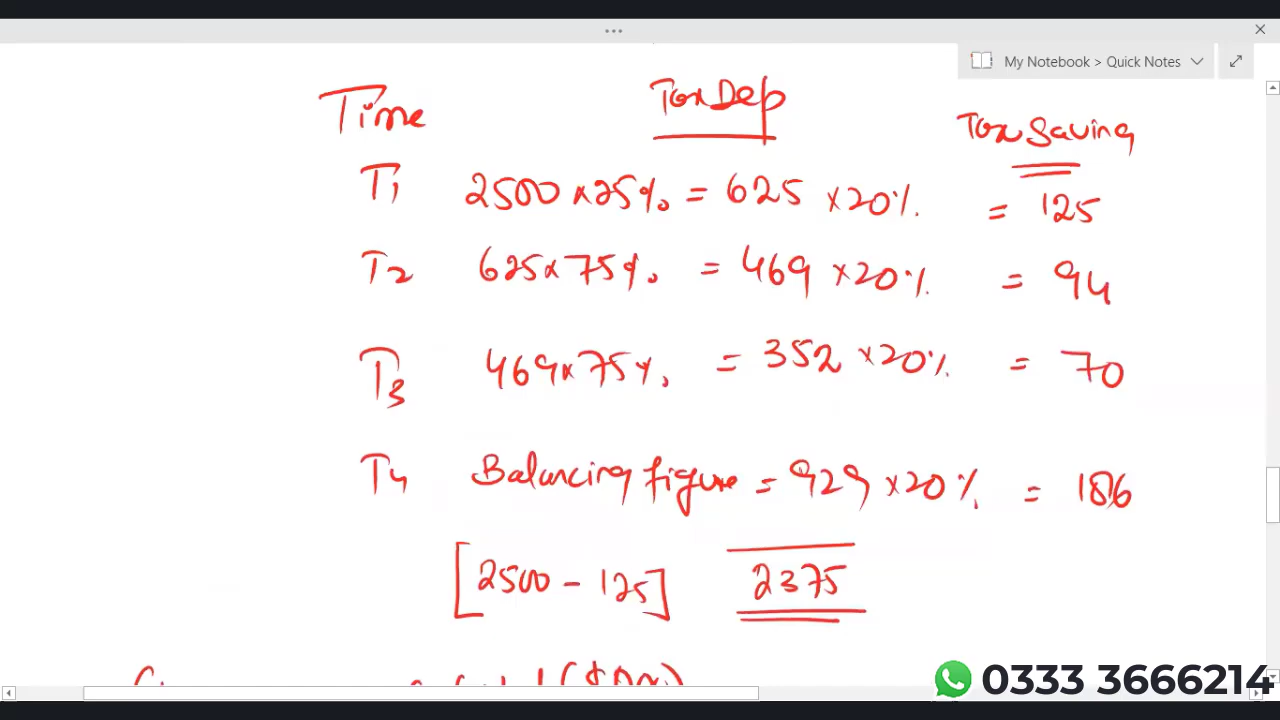 ...
My Notebook > Quick Notes
Time Tax Dep Tax Saving
T1 2500 x 25% = 625 x 20% = 125
T2 625 x 75% = 469 x 20% = 94
T3 469 x 75% = 352 x 20% = 70
T4 Balancing figure = 929 x 20% = 186
[2500 - 125] 2375
0333 3666214